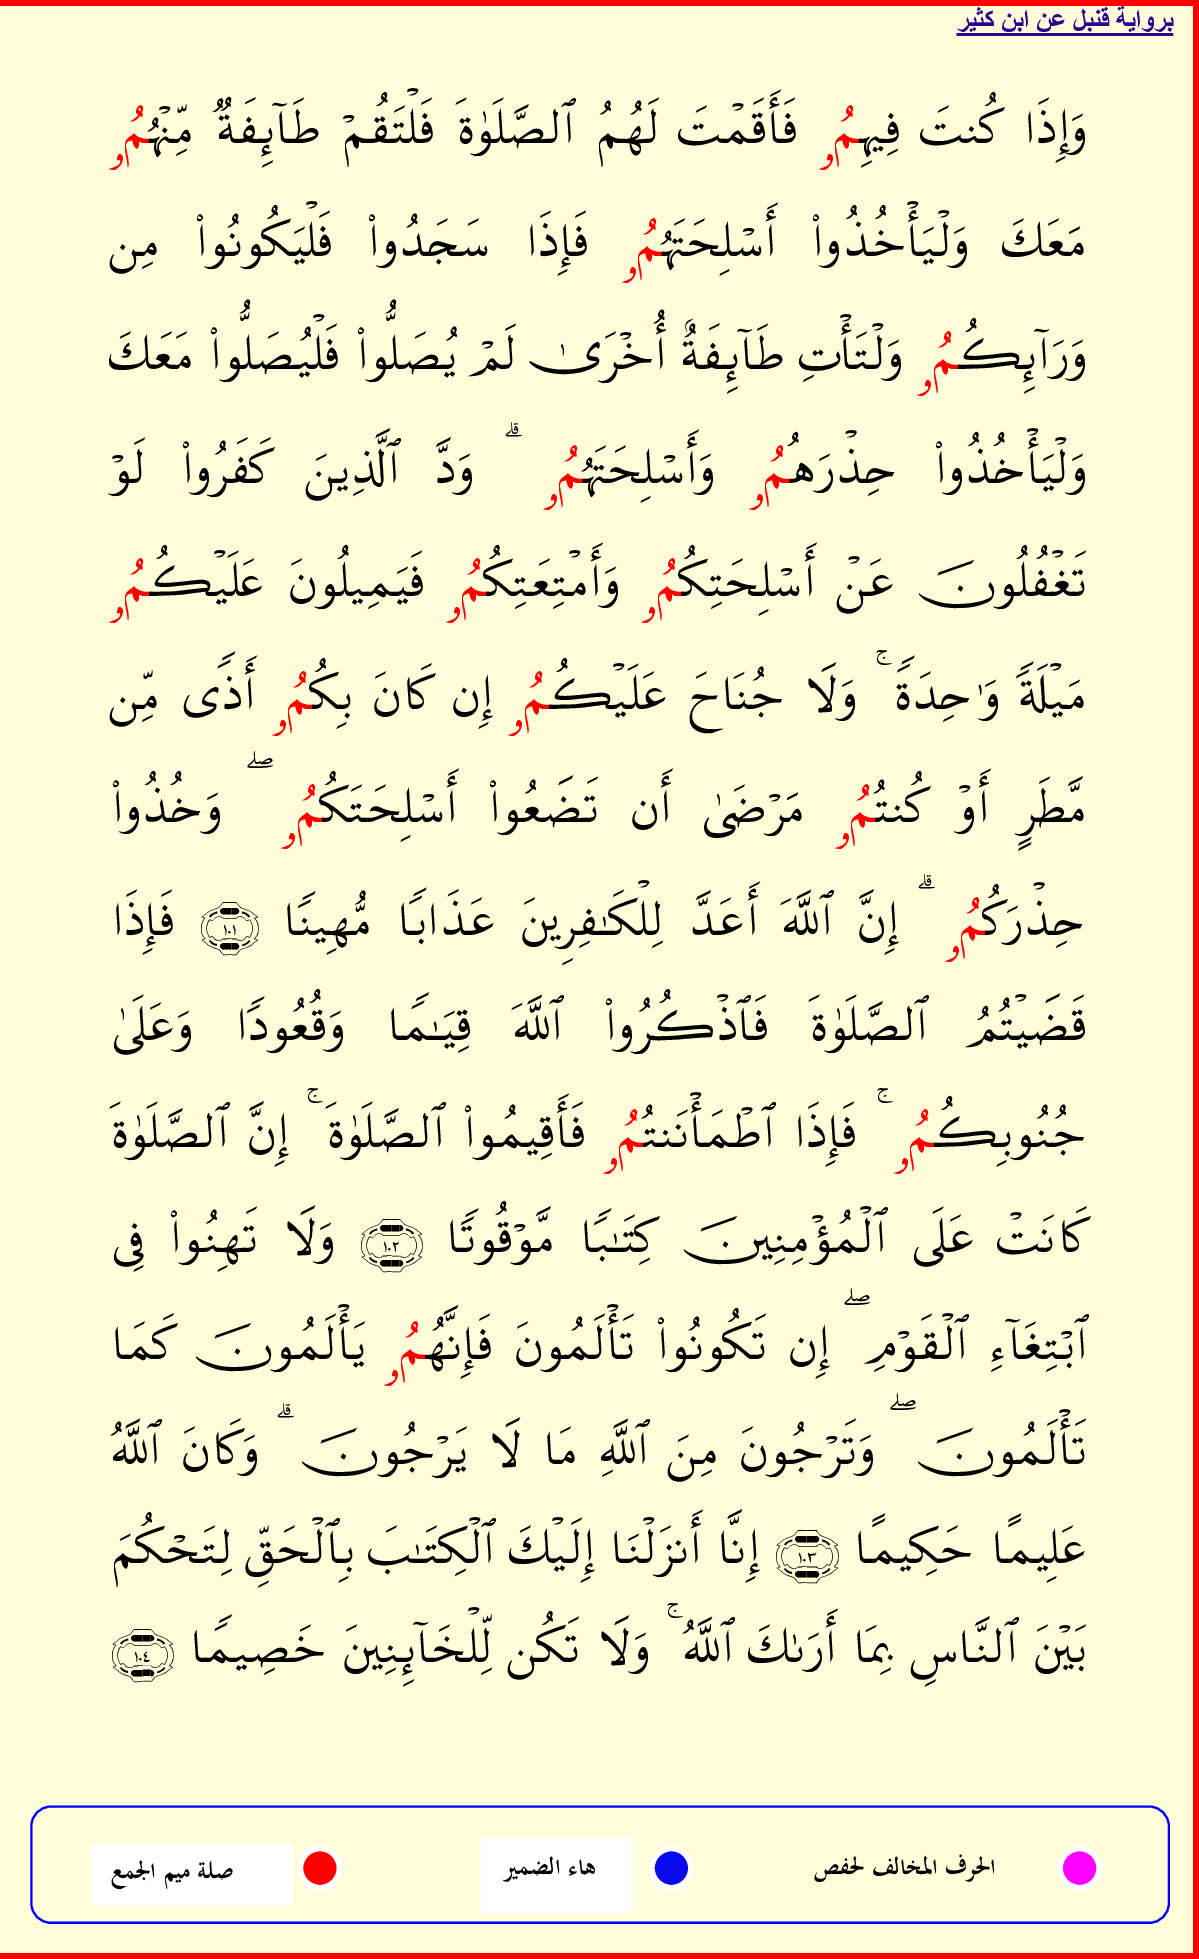 برواية قنبل عن ابن كثير
وَإِذَا كُنتَ فِيهِمُۥ فَأَقَمۡتَ لَهُمُ ٱلصَّلَوٰةَ فَلۡتَقُمۡ طَآئِفَةٞ مِّنۡهُمُۥ
مَعَكَ وَلۡيَأۡخُذُواْ أَسۡلِحَتَهُمُۥ فَإِذَا سَجَدُواْ فَلۡيَكُونُواْ مِن
وَرَآئِكُمُۥ وَلۡتَأۡتِ طَآئِفَةٌ أُخۡرَىٰ لَمۡ يُصَلُّواْ فَلۡيُصَلُّواْ مَعَكَ
وَلۡيَأۡخُذُواْ حِذۡرَهُمُۥ وَأَسۡلِحَتَهُمُۥ ۗ وَدَّ ٱلَّذِينَ كَفَرُواْ لَوۡ
تَغۡفُلُونَ عَنۡ أَسۡلِحَتِكُمُۥ وَأَمۡتِعَتِكُمُۥ فَيَمِيلُونَ عَلَيۡكُمُۥ
مَيۡلَةٗ وَٰحِدَةٗ ۚ وَلَا جُنَاحَ عَلَيۡكُمُۥ إِن كَانَ بِكُمُۥ أَذٗى مِّن
مَّطَرٍ أَوۡ كُنتُمُۥ مَرۡضَىٰ أَن تَضَعُواْ أَسۡلِحَتَكُمُۥ ۖ وَخُذُواْ
حِذۡرَكُمُۥ ۗ إِنَّ ٱللَّهَ أَعَدَّ لِلۡكَٰفِرِينَ عَذَابٗا مُّهِينٗا ١٠١ فَإِذَا
قَضَيۡتُمُ ٱلصَّلَوٰةَ فَٱذۡكُرُواْ ٱللَّهَ قِيَٰمٗا وَقُعُودٗا وَعَلَىٰ
جُنُوبِكُمُۥ ۚ فَإِذَا ٱطۡمَأۡنَنتُمُۥ فَأَقِيمُواْ ٱلصَّلَوٰةَ ۚ إِنَّ ٱلصَّلَوٰةَ
كَانَتۡ عَلَى ٱلۡمُؤۡمِنِينَ كِتَٰبٗا مَّوۡقُوتٗا ١٠٢ وَلَا تَهِنُواْ فِي
ٱبۡتِغَآءِ ٱلۡقَوۡمِ ۖ إِن تَكُونُواْ تَأۡلَمُونَ فَإِنَّهُمُۥ يَأۡلَمُونَ كَمَا
تَأۡلَمُونَ ۖ وَتَرۡجُونَ مِنَ ٱللَّهِ مَا لَا يَرۡجُونَ ۗ وَكَانَ ٱللَّهُ
عَلِيمًا حَكِيمًا ١٠٣ إِنَّا أَنزَلۡنَا إِلَيۡكَ ٱلۡكِتَٰبَ بِٱلۡحَقِّ لِتَحۡكُمَ
بَيۡنَ ٱلنَّاسِ بِمَا أَرَىٰكَ ٱللَّهُ ۚ وَلَا تَكُن لِّلۡخَآئِنِينَ خَصِيمٗا ١٠٤
الحرف المخالف لحفص هاء الضمير صلة ميم الجمع